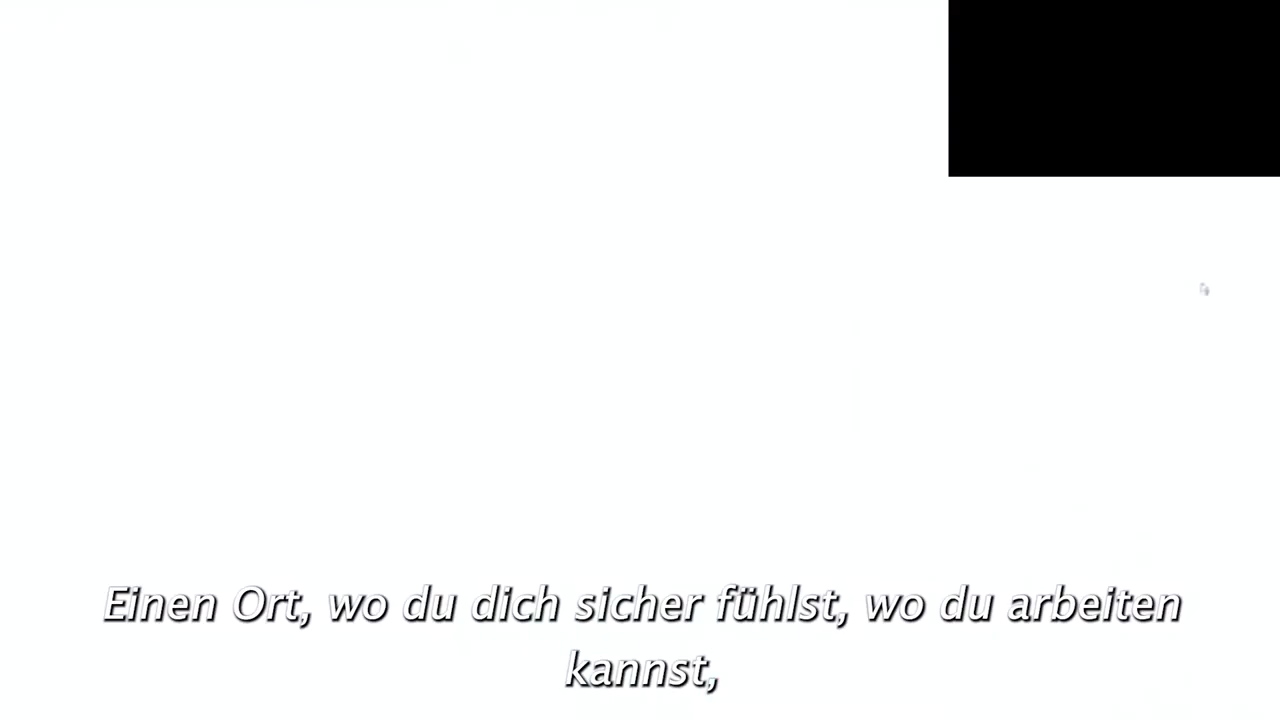 Einen Ort, wo du dich sicher fühlst, wo du arbeiten
kannst,